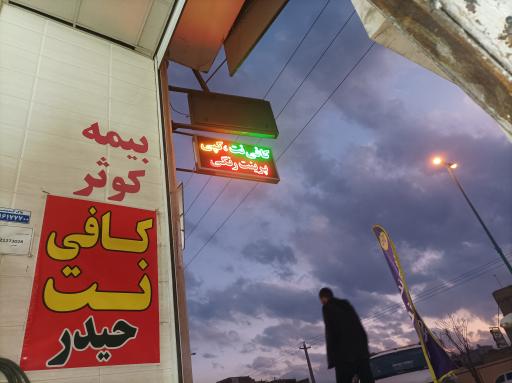 بیمه
کوثر
کافی
نت
حیدر
کافی نت ، کپی
پرینت رنگی